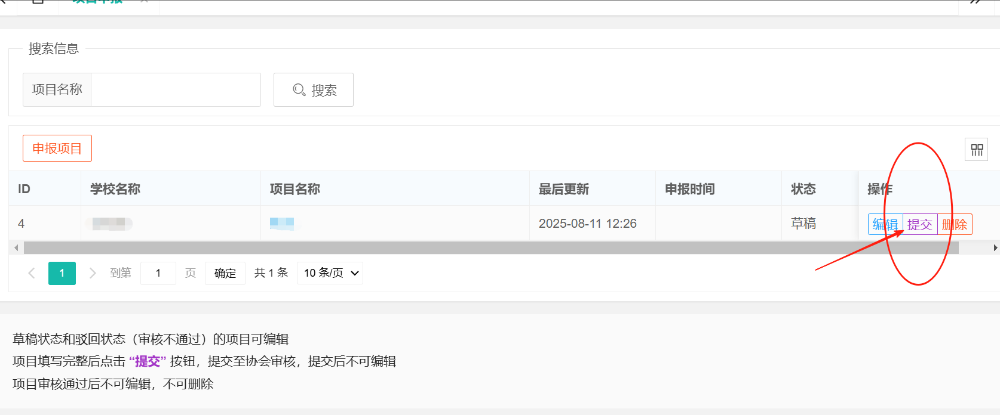 项目申报
搜索信息
项目名称
搜索
申报项目
ID 学校名称 项目名称 最后更新 申报时间 状态 操作
4 2025-08-11 12:26 草稿 编辑 提交 删除
1 到第 1 页 确定 共 1 条 10 条/页
草稿状态和驳回状态（审核不通过）的项目可编辑
项目填写完整后点击 “提交” 按钮，提交至协会审核，提交后不可编辑
项目审核通过后不可编辑，不可删除